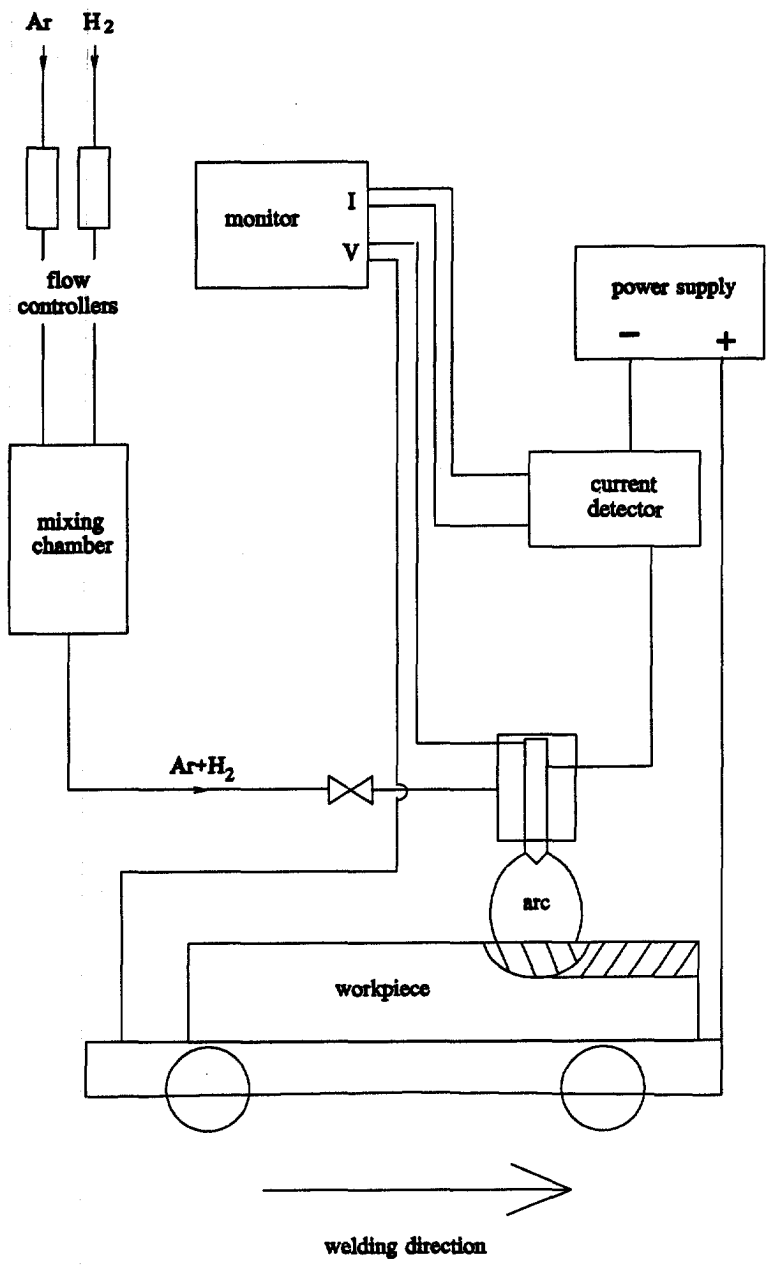 Ar H2
monitor
I
V
flow
controllers
power supply
− +
current
detector
mixing
chamber
Ar+H2
arc
workpiece
welding direction